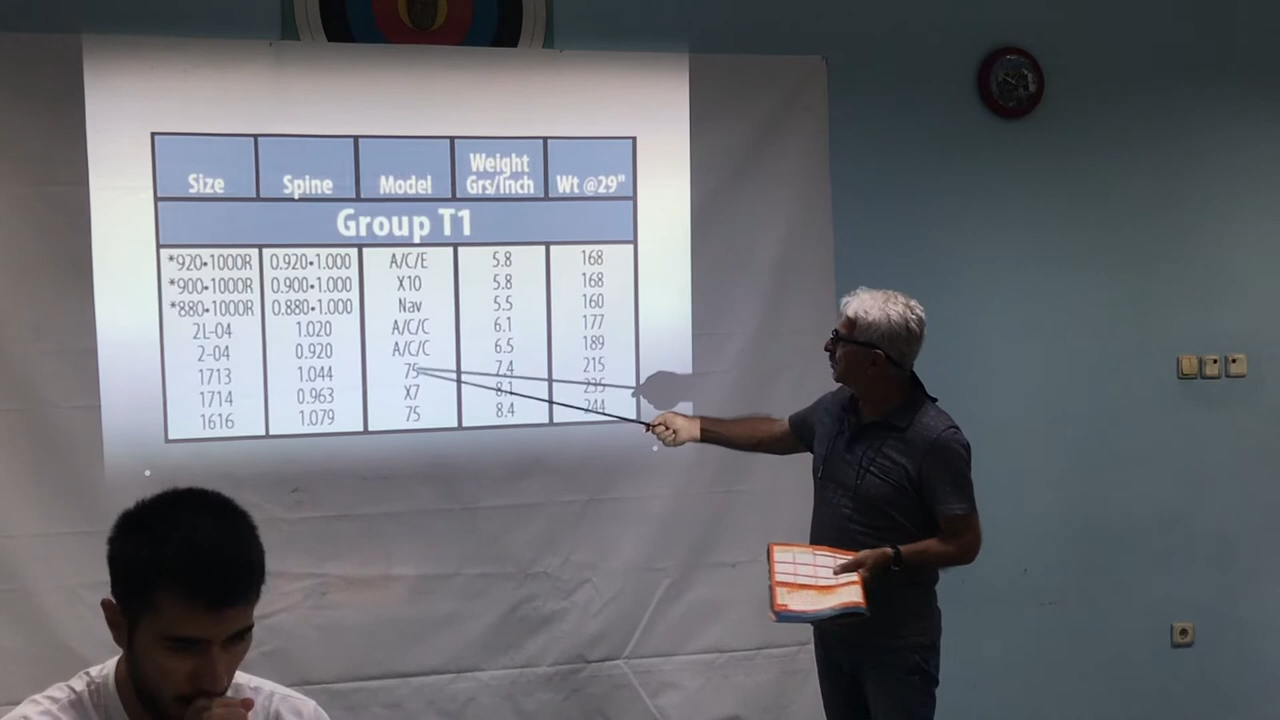 Size Spine Model Weight Grs/Inch Wt @29"
Group T1
*920•1000R 0.920•1.000 A/C/E 5.8 168
*900•1000R 0.900•1.000 X10 5.8 168
*880•1000R 0.880•1.000 Nav 5.5 160
2L-04 1.020 A/C/C 6.1 177
2-04 0.920 A/C/C 6.5 189
1713 1.044 75 7.4 215
1714 0.963 X7 8.1 235
1616 1.079 75 8.4 244